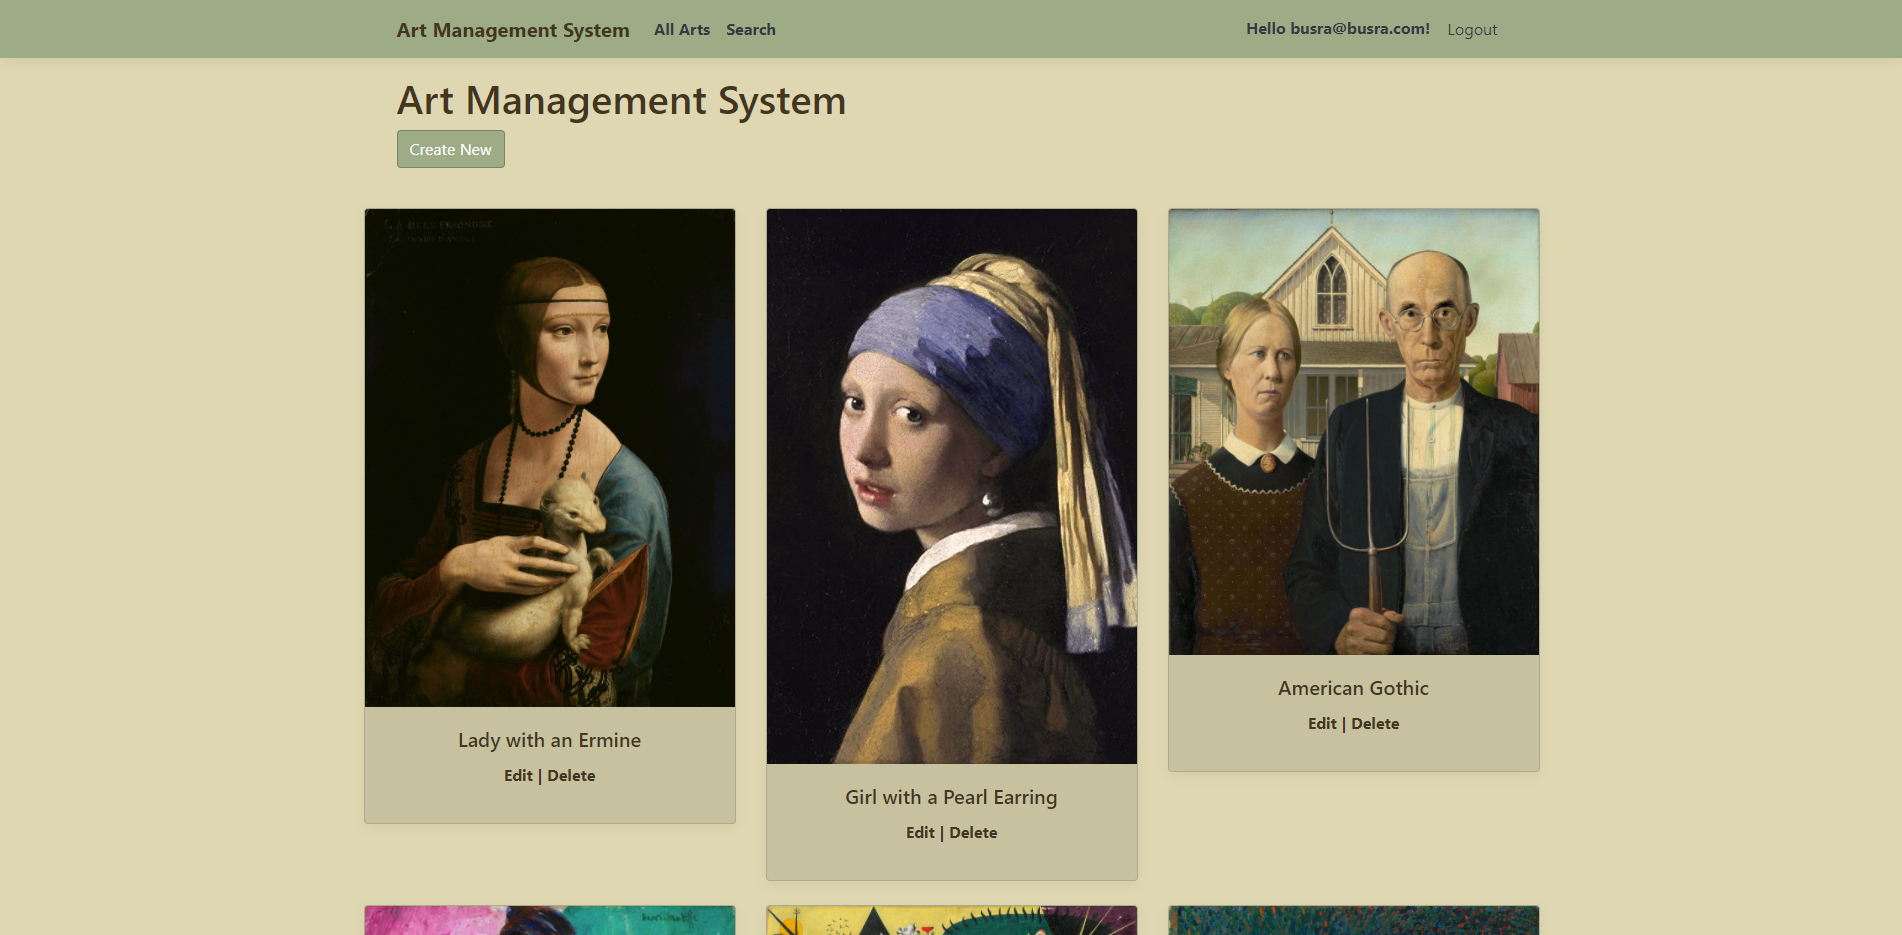 Art Management System All Arts Search Hello busra@busra.com! Logout
Art Management System
Create New
Lady with an Ermine
Edit | Delete
Girl with a Pearl Earring
Edit | Delete
American Gothic
Edit | Delete